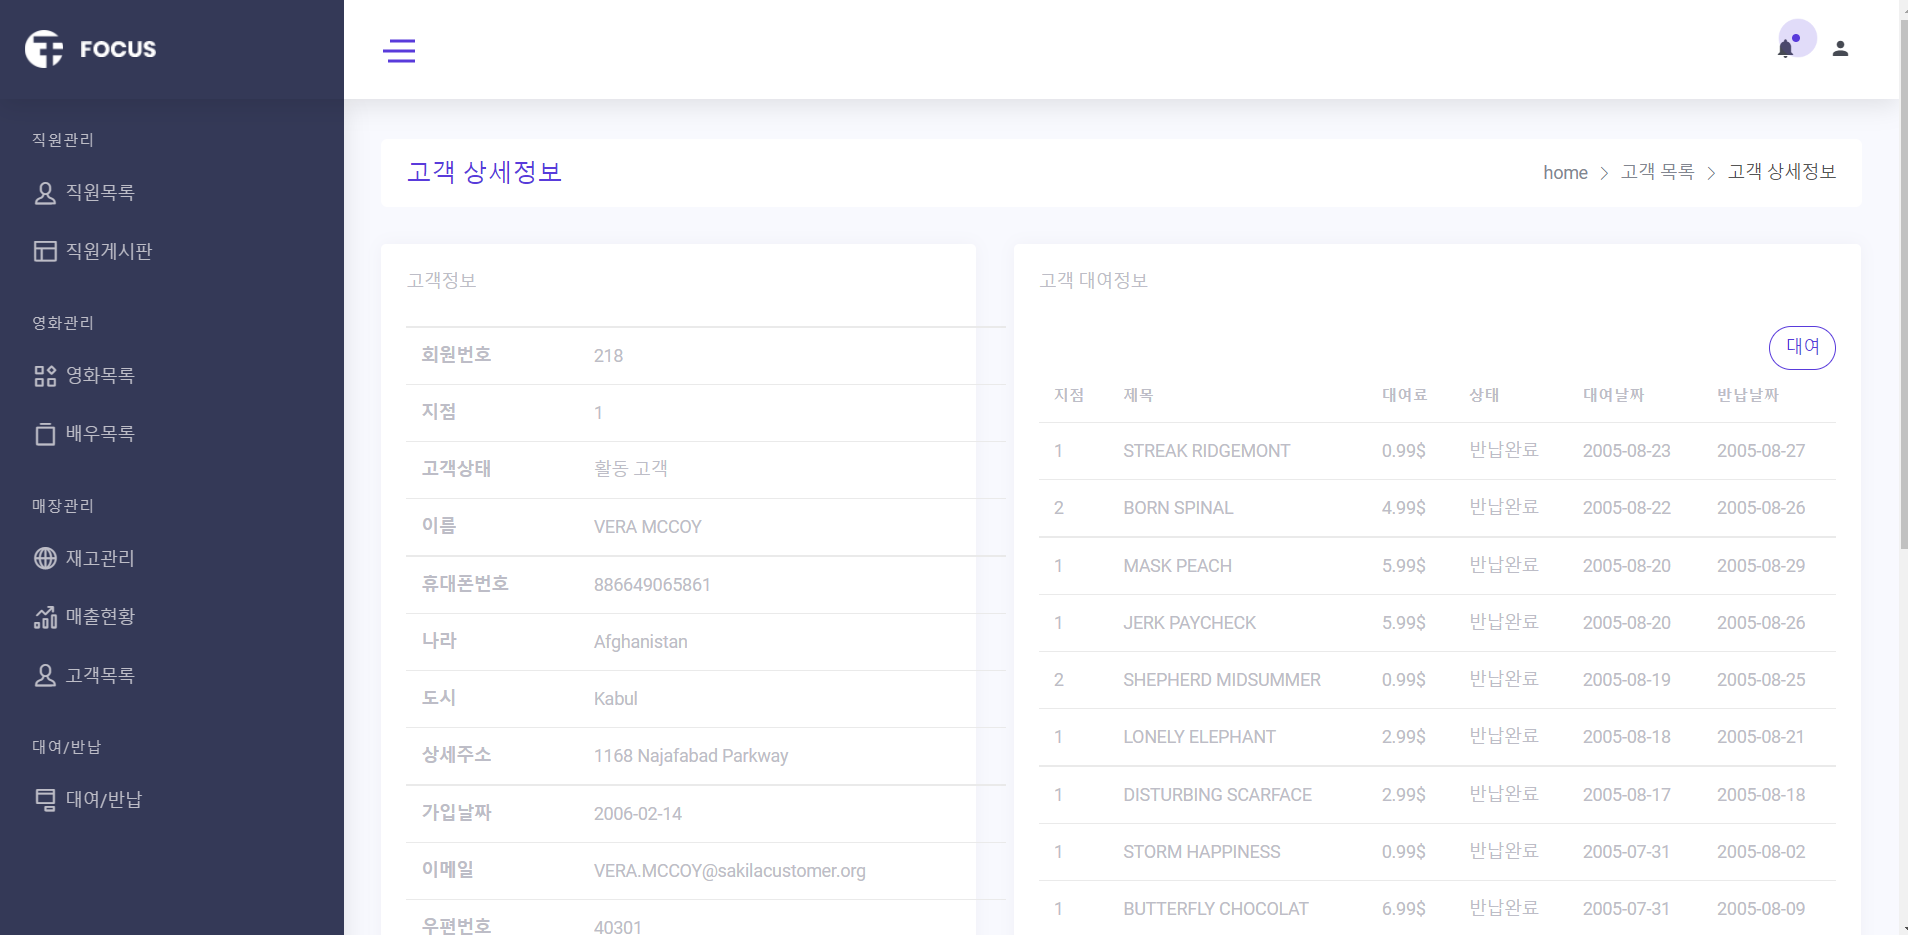 FOCUS
직원관리
직원목록
직원게시판
영화관리
영화목록
배우목록
매장관리
재고관리
매출현황
고객목록
대여/반납
대여/반납
고객 상세정보
home > 고객 목록 > 고객 상세정보
고객정보
회원번호 218
지점 1
고객상태 활동 고객
이름 VERA MCCOY
휴대폰번호 886649065861
나라 Afghanistan
도시 Kabul
상세주소 1168 Najafabad Parkway
가입날짜 2006-02-14
이메일 VERA.MCCOY@sakilacustomer.org
우편번호 40301
고객 대여정보
대여
지점 제목 대여료 상태 대여날짜 반납날짜
1 STREAK RIDGEMONT 0.99$ 반납완료 2005-08-23 2005-08-27
2 BORN SPINAL 4.99$ 반납완료 2005-08-22 2005-08-26
1 MASK PEACH 5.99$ 반납완료 2005-08-20 2005-08-29
1 JERK PAYCHECK 5.99$ 반납완료 2005-08-20 2005-08-26
2 SHEPHERD MIDSUMMER 0.99$ 반납완료 2005-08-19 2005-08-25
1 LONELY ELEPHANT 2.99$ 반납완료 2005-08-18 2005-08-21
1 DISTURBING SCARFACE 2.99$ 반납완료 2005-08-17 2005-08-18
1 STORM HAPPINESS 0.99$ 반납완료 2005-07-31 2005-08-02
1 BUTTERFLY CHOCOLAT 6.99$ 반납완료 2005-07-31 2005-08-09